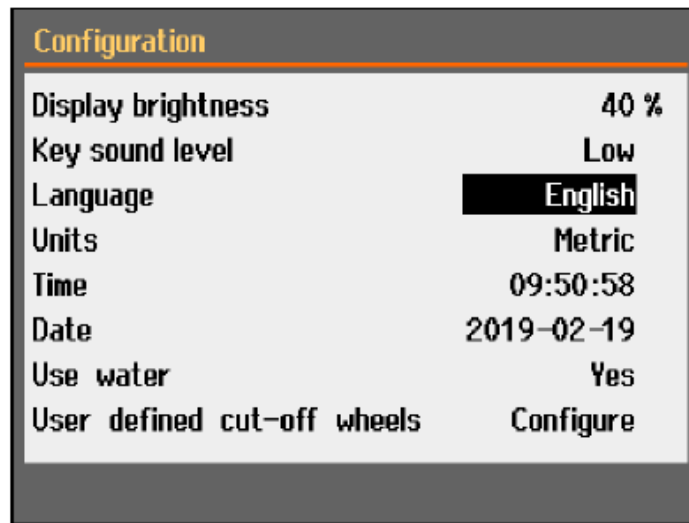 Configuration
Display brightness 40 %
Key sound level Low
Language English
Units Metric
Time 09:50:58
Date 2019-02-19
Use water Yes
User defined cut-off wheels Configure